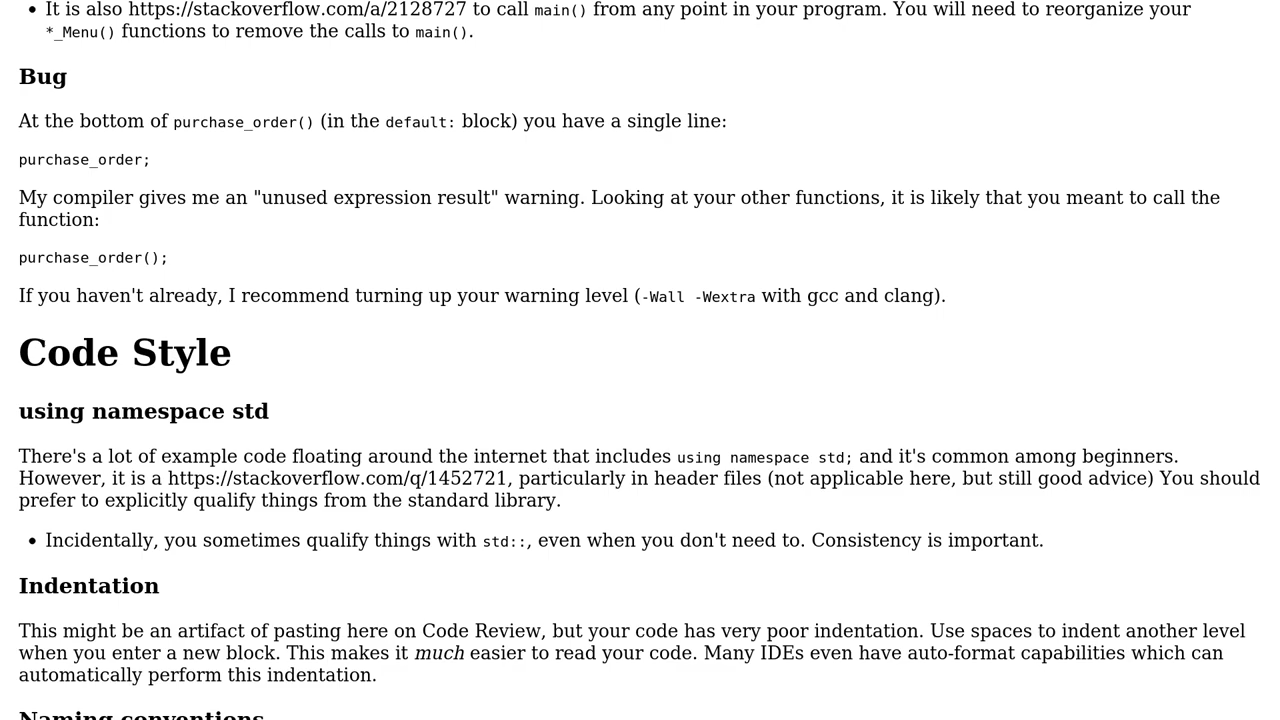 • It is also https://stackoverflow.com/a/2128727 to call main() from any point in your program. You will need to reorganize your
*_Menu() functions to remove the calls to main().
Bug
At the bottom of purchase_order() (in the default: block) you have a single line:
purchase_order;
My compiler gives me an "unused expression result" warning. Looking at your other functions, it is likely that you meant to call the
function:
purchase_order();
If you haven't already, I recommend turning up your warning level (-Wall -Wextra with gcc and clang).
Code Style
using namespace std
There's a lot of example code floating around the internet that includes using namespace std; and it's common among beginners.
However, it is a https://stackoverflow.com/q/1452721, particularly in header files (not applicable here, but still good advice) You should
prefer to explicitly qualify things from the standard library.
• Incidentally, you sometimes qualify things with std::, even when you don't need to. Consistency is important.
Indentation
This might be an artifact of pasting here on Code Review, but your code has very poor indentation. Use spaces to indent another level
when you enter a new block. This makes it much easier to read your code. Many IDEs even have auto-format capabilities which can
automatically perform this indentation.
Naming conventions